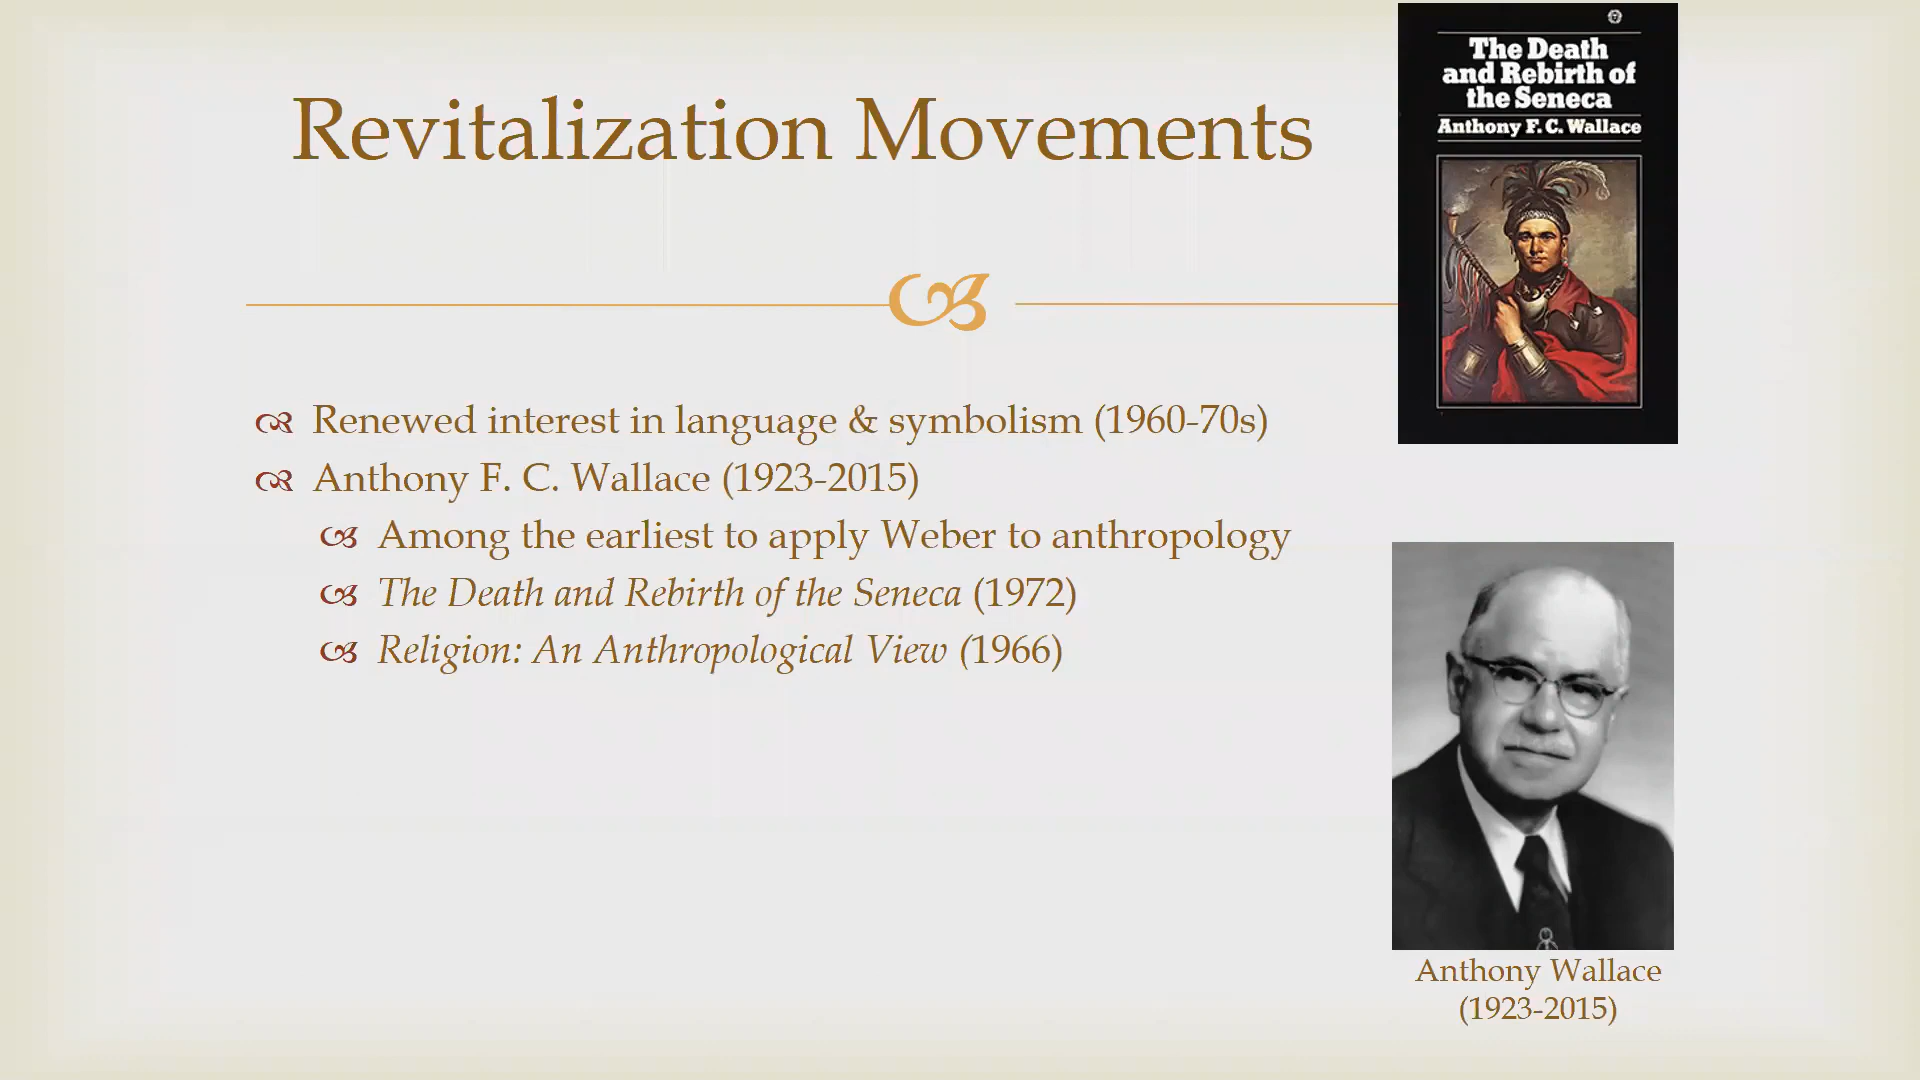 Revitalization Movements
Renewed interest in language & symbolism (1960-70s)
Anthony F. C. Wallace (1923-2015)
Among the earliest to apply Weber to anthropology
The Death and Rebirth of the Seneca (1972)
Religion: An Anthropological View (1966)
The Death
and Rebirth of
the Seneca
Anthony F. C. Wallace
Anthony Wallace
(1923-2015)